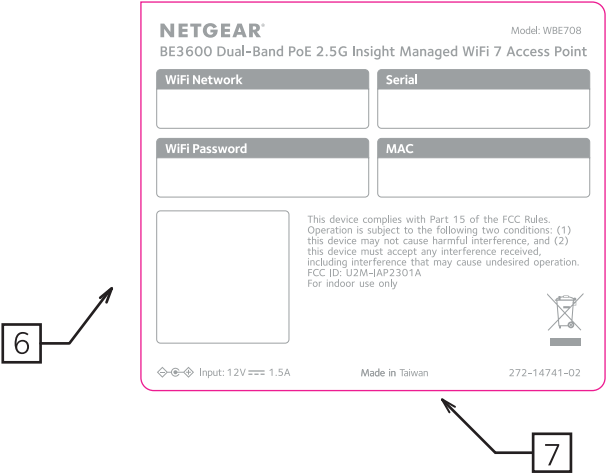 NETGEAR®
Model: WBE708
BE3600 Dual-Band PoE 2.5G Insight Managed WiFi 7 Access Point
WiFi Network
Serial
WiFi Password
MAC
This device complies with Part 15 of the FCC Rules.
Operation is subject to the following two conditions: (1)
this device may not cause harmful interference, and (2)
this device must accept any interference received,
including interference that may cause undesired operation.
FCC ID: U2M-IAP2301A
For indoor use only
6
Input: 12V ⎓ 1.5A
Made in Taiwan
272-14741-02
7